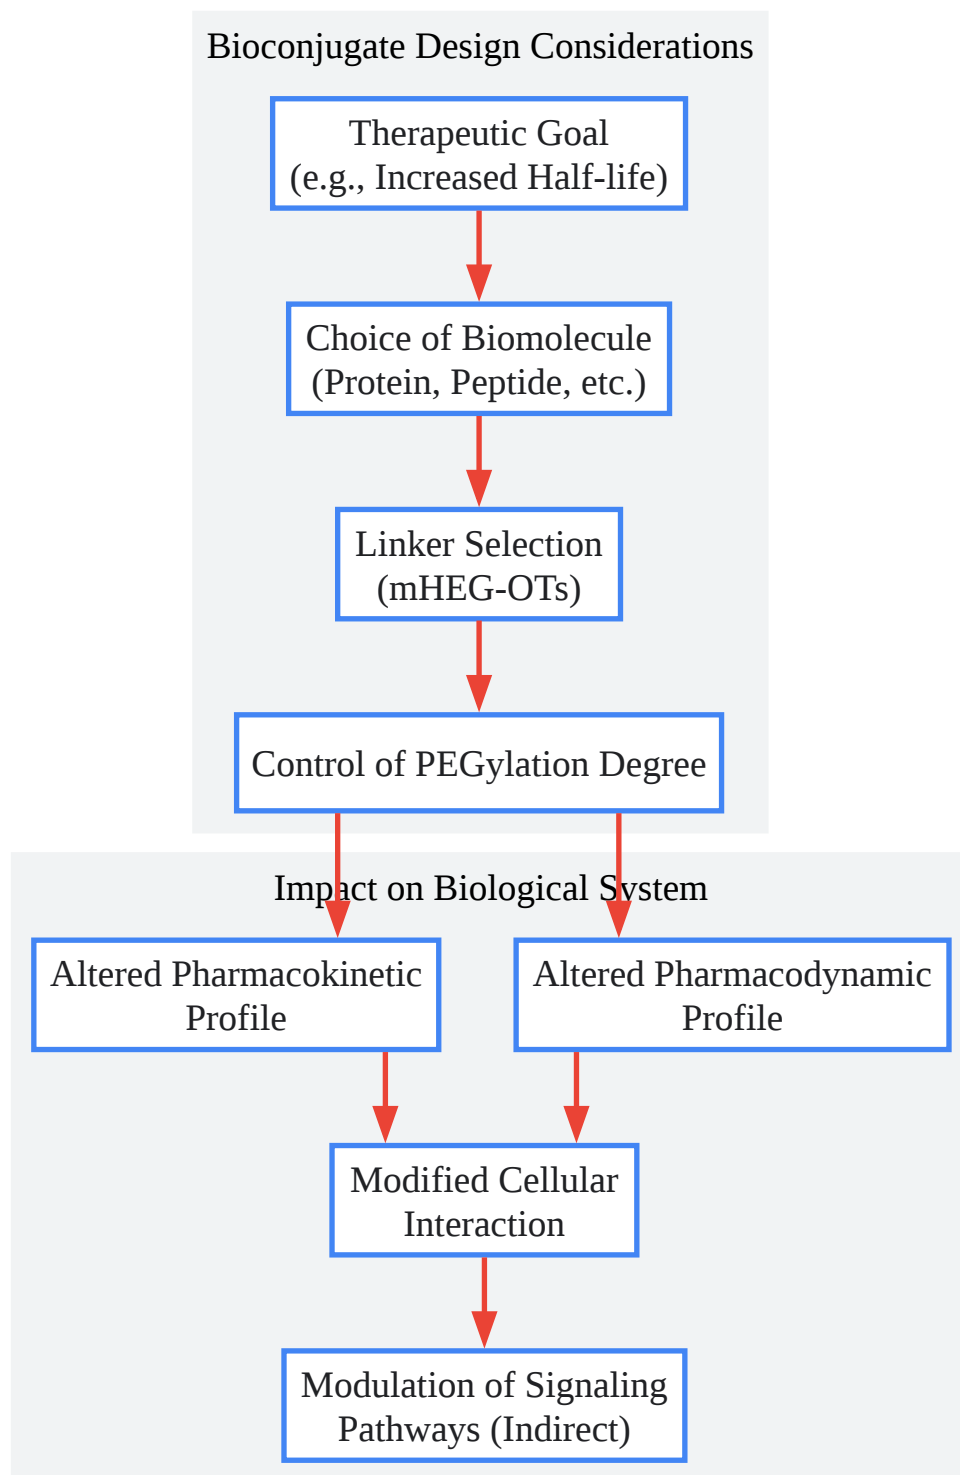 Bioconjugate Design Considerations
Therapeutic Goal
(e.g., Increased Half-life)
Choice of Biomolecule
(Protein, Peptide, etc.)
Linker Selection
(mHEG-OTs)
Control of PEGylation Degree
Impact on Biological System
Altered Pharmacokinetic
Profile
Altered Pharmacodynamic
Profile
Modified Cellular
Interaction
Modulation of Signaling
Pathways (Indirect)